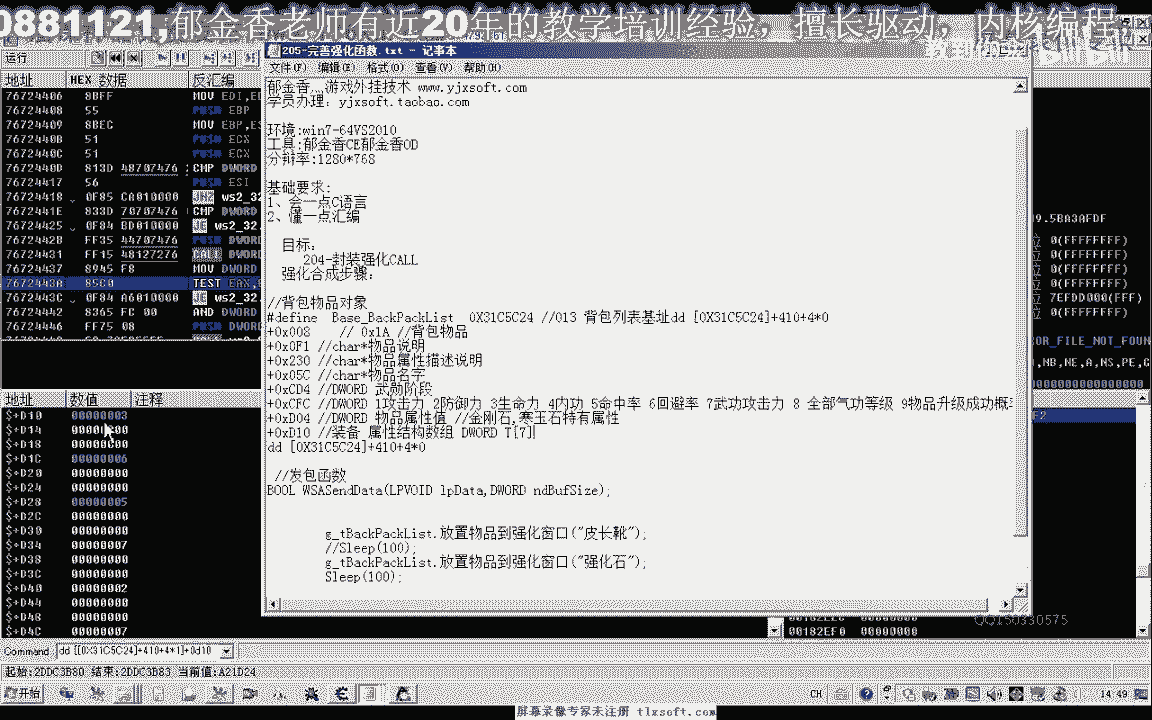 0881121,郁金香老师有近20年的教学培训经验，擅长驱动，内核编程
205-完善强化函数.txt - 记事本
运行
文件(F) 编辑(E) 格式(O) 查看(V) 帮助(H)
地址 HEX 数据 反汇编
76724406 8BFF MOV EDI,ED
76724408 55 PUSH EBP
76724409 8BEC MOV EBP,ES
7672440B 51 PUSH ECX
7672440C 51 PUSH ECX
7672440D 813D 48707476 CMP DWORD
76724417 56 PUSH ESI
76724418 0F85 CA010000 JNZ ws2_32
7672441E 833D 70707476 CMP DWORD
76724425 0F84 BD010000 JE ws2_32.
7672442B FF35 44707476 PUSH DWORD
76724431 FF15 48127276 CALL DWORD
76724437 8945 F8 MOV DWORD
7672443A 85C0 TEST EAX,
7672443C 0F84 A6010000 JE ws2_32
76724442 8365 FC 00 AND DWORD
76724446 FF75 08 PUSH DWORD
郁金香灬游戏外挂技术 www.yjxsoft.com
学员办理：yjxsoft.taobao.com
环境:win7-64VS2010
工具:郁金香CE郁金香OD
分辩率:1280*768
基础要求：
1、会一点C语言
2、懂一点汇编
目标：
204-封装强化CALL
强化合成步骤：
//背包物品对象
#define  Base_BackPackList  0X31C5C24 //013 背包列表基址dd [0X31C5C24]+410+4*0
+0x008    // 0x1A //背包物品
+0x0F1 //char*物品说明
+0x230 //char*物品属性描述说明
+0x05C //char*物品名字
+0xCD4 //DWORD 武勋阶段
+0xCFC //DWORD 1攻击力 2防御力 3生命力 4内功 5命中率 6回避率 7武功攻击力 8 全部气功等级 9物品升级成功概
+0xD04 //DWORD 物品属性值 //金刚石,寒玉石特有属性
+0xD10 //装备 属性结构数组 DWORD T[7]
dd [0X31C5C24]+410+4*0
//发包函数
BOOL WSASendData(LPVOID lpData,DWORD ndBufSize);
g_tBackPackList.放置物品到强化窗口("皮长靴");
//Sleep(100);
g_tBackPackList.放置物品到强化窗口("强化石");
Sleep(100);
9.5BA3AFDF
0(FFFFFFFF)
0(FFFFFFFF)
0(FFFFFFFF)
0(FFFFFFFF)
7EFDD000(FFF)
0(FFFFFFFF)
OR_FILE_NOT_FOUN
,NB,NE,A,NS,PE,G
地址 数值 注释
$+D10 00000003
$+D14 00000000
$+D18 00000000
$+D1C 00000006
$+D20 00000000
$+D24 00000000
$+D28 00000005
$+D2C 00000000
$+D30 00000000
$+D34 00000007
$+D38 00000000
$+D3C 00000000
$+D40 00000002
$+D44 00000000
$+D48 00000000
$+D4C 00000007
00182EF0 00000000
QQ150330575
Command dd [[0X31C5C24]+410+4*1]+0d10
起始:2DDC3B80 结束:2DDC3B83 当前值:A21D24
开始
CH
14:49
屏幕录像专家未注册 tlxsoft.com